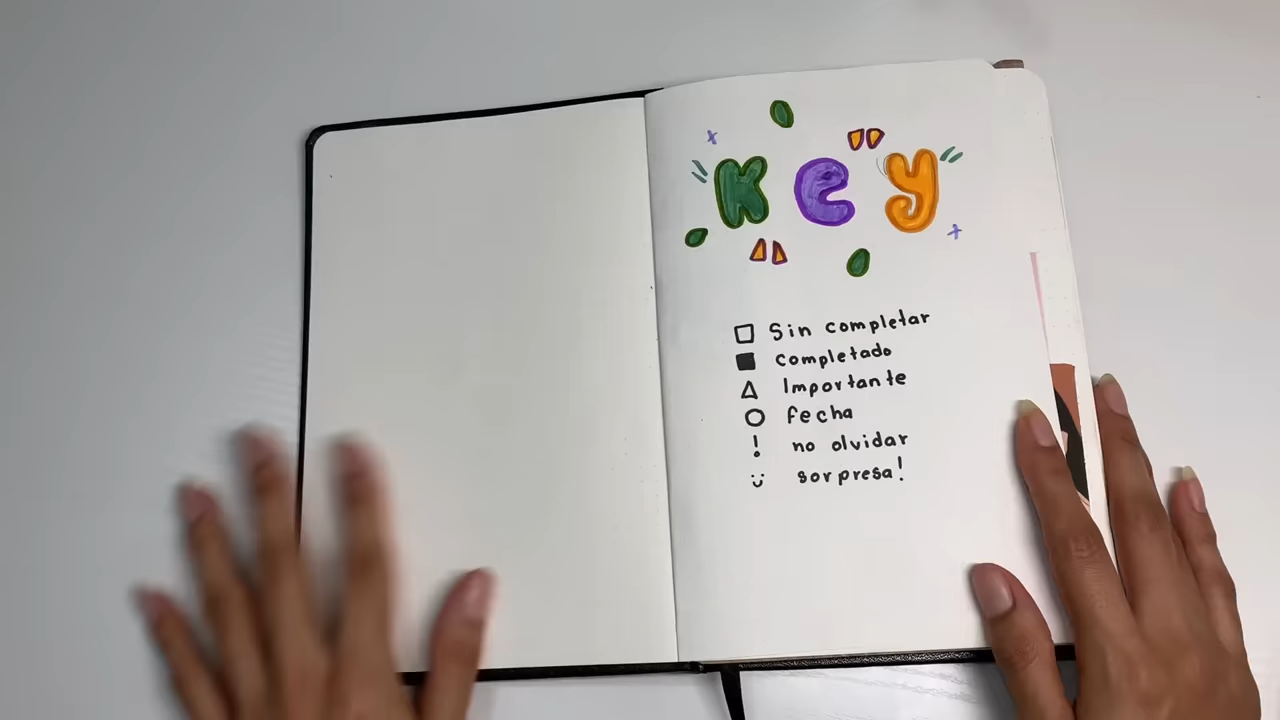 Key
Sin completar
completado
Importante
fecha
! no olvidar
sorpresa!